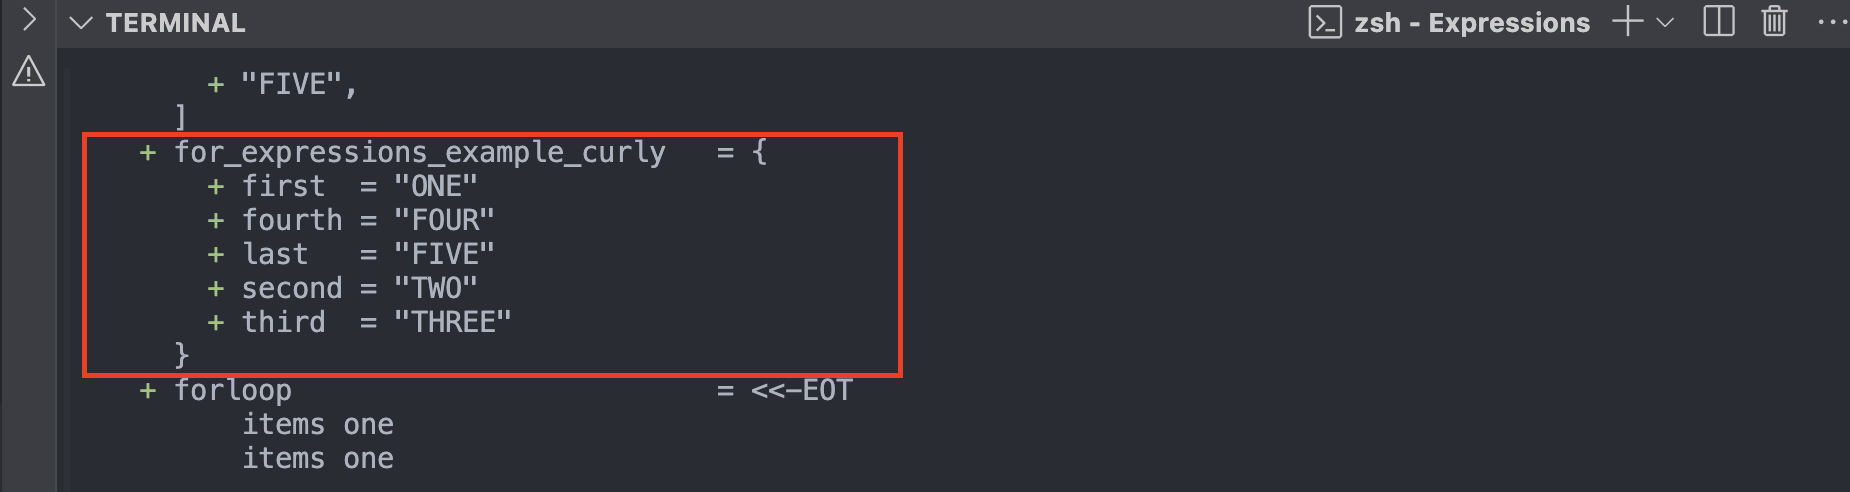 TERMINAL
zsh - Expressions
+ "FIVE",
]
+ for_expressions_example_curly = {
+ first = "ONE"
+ fourth = "FOUR"
+ last = "FIVE"
+ second = "TWO"
+ third = "THREE"
}
+ forloop = <<-EOT
items one
items one